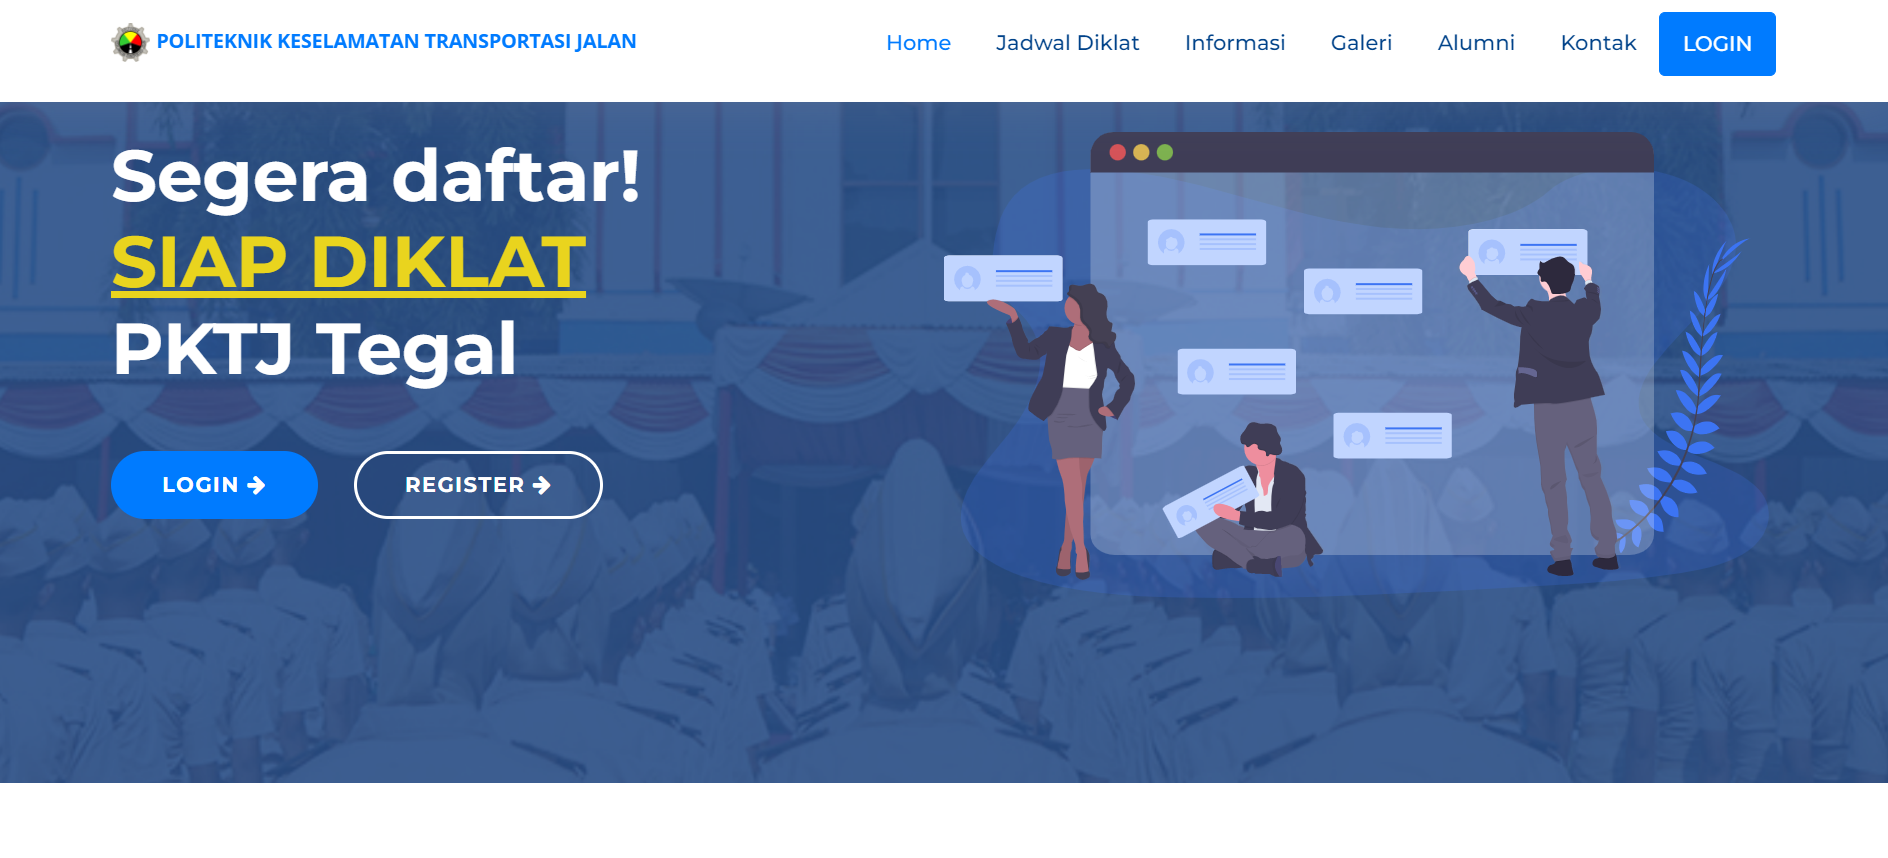 POLITEKNIK KESELAMATAN TRANSPORTASI JALAN
Home
Jadwal Diklat
Informasi
Galeri
Alumni
Kontak
LOGIN
Segera daftar!
SIAP DIKLAT
PKTJ Tegal
LOGIN
REGISTER